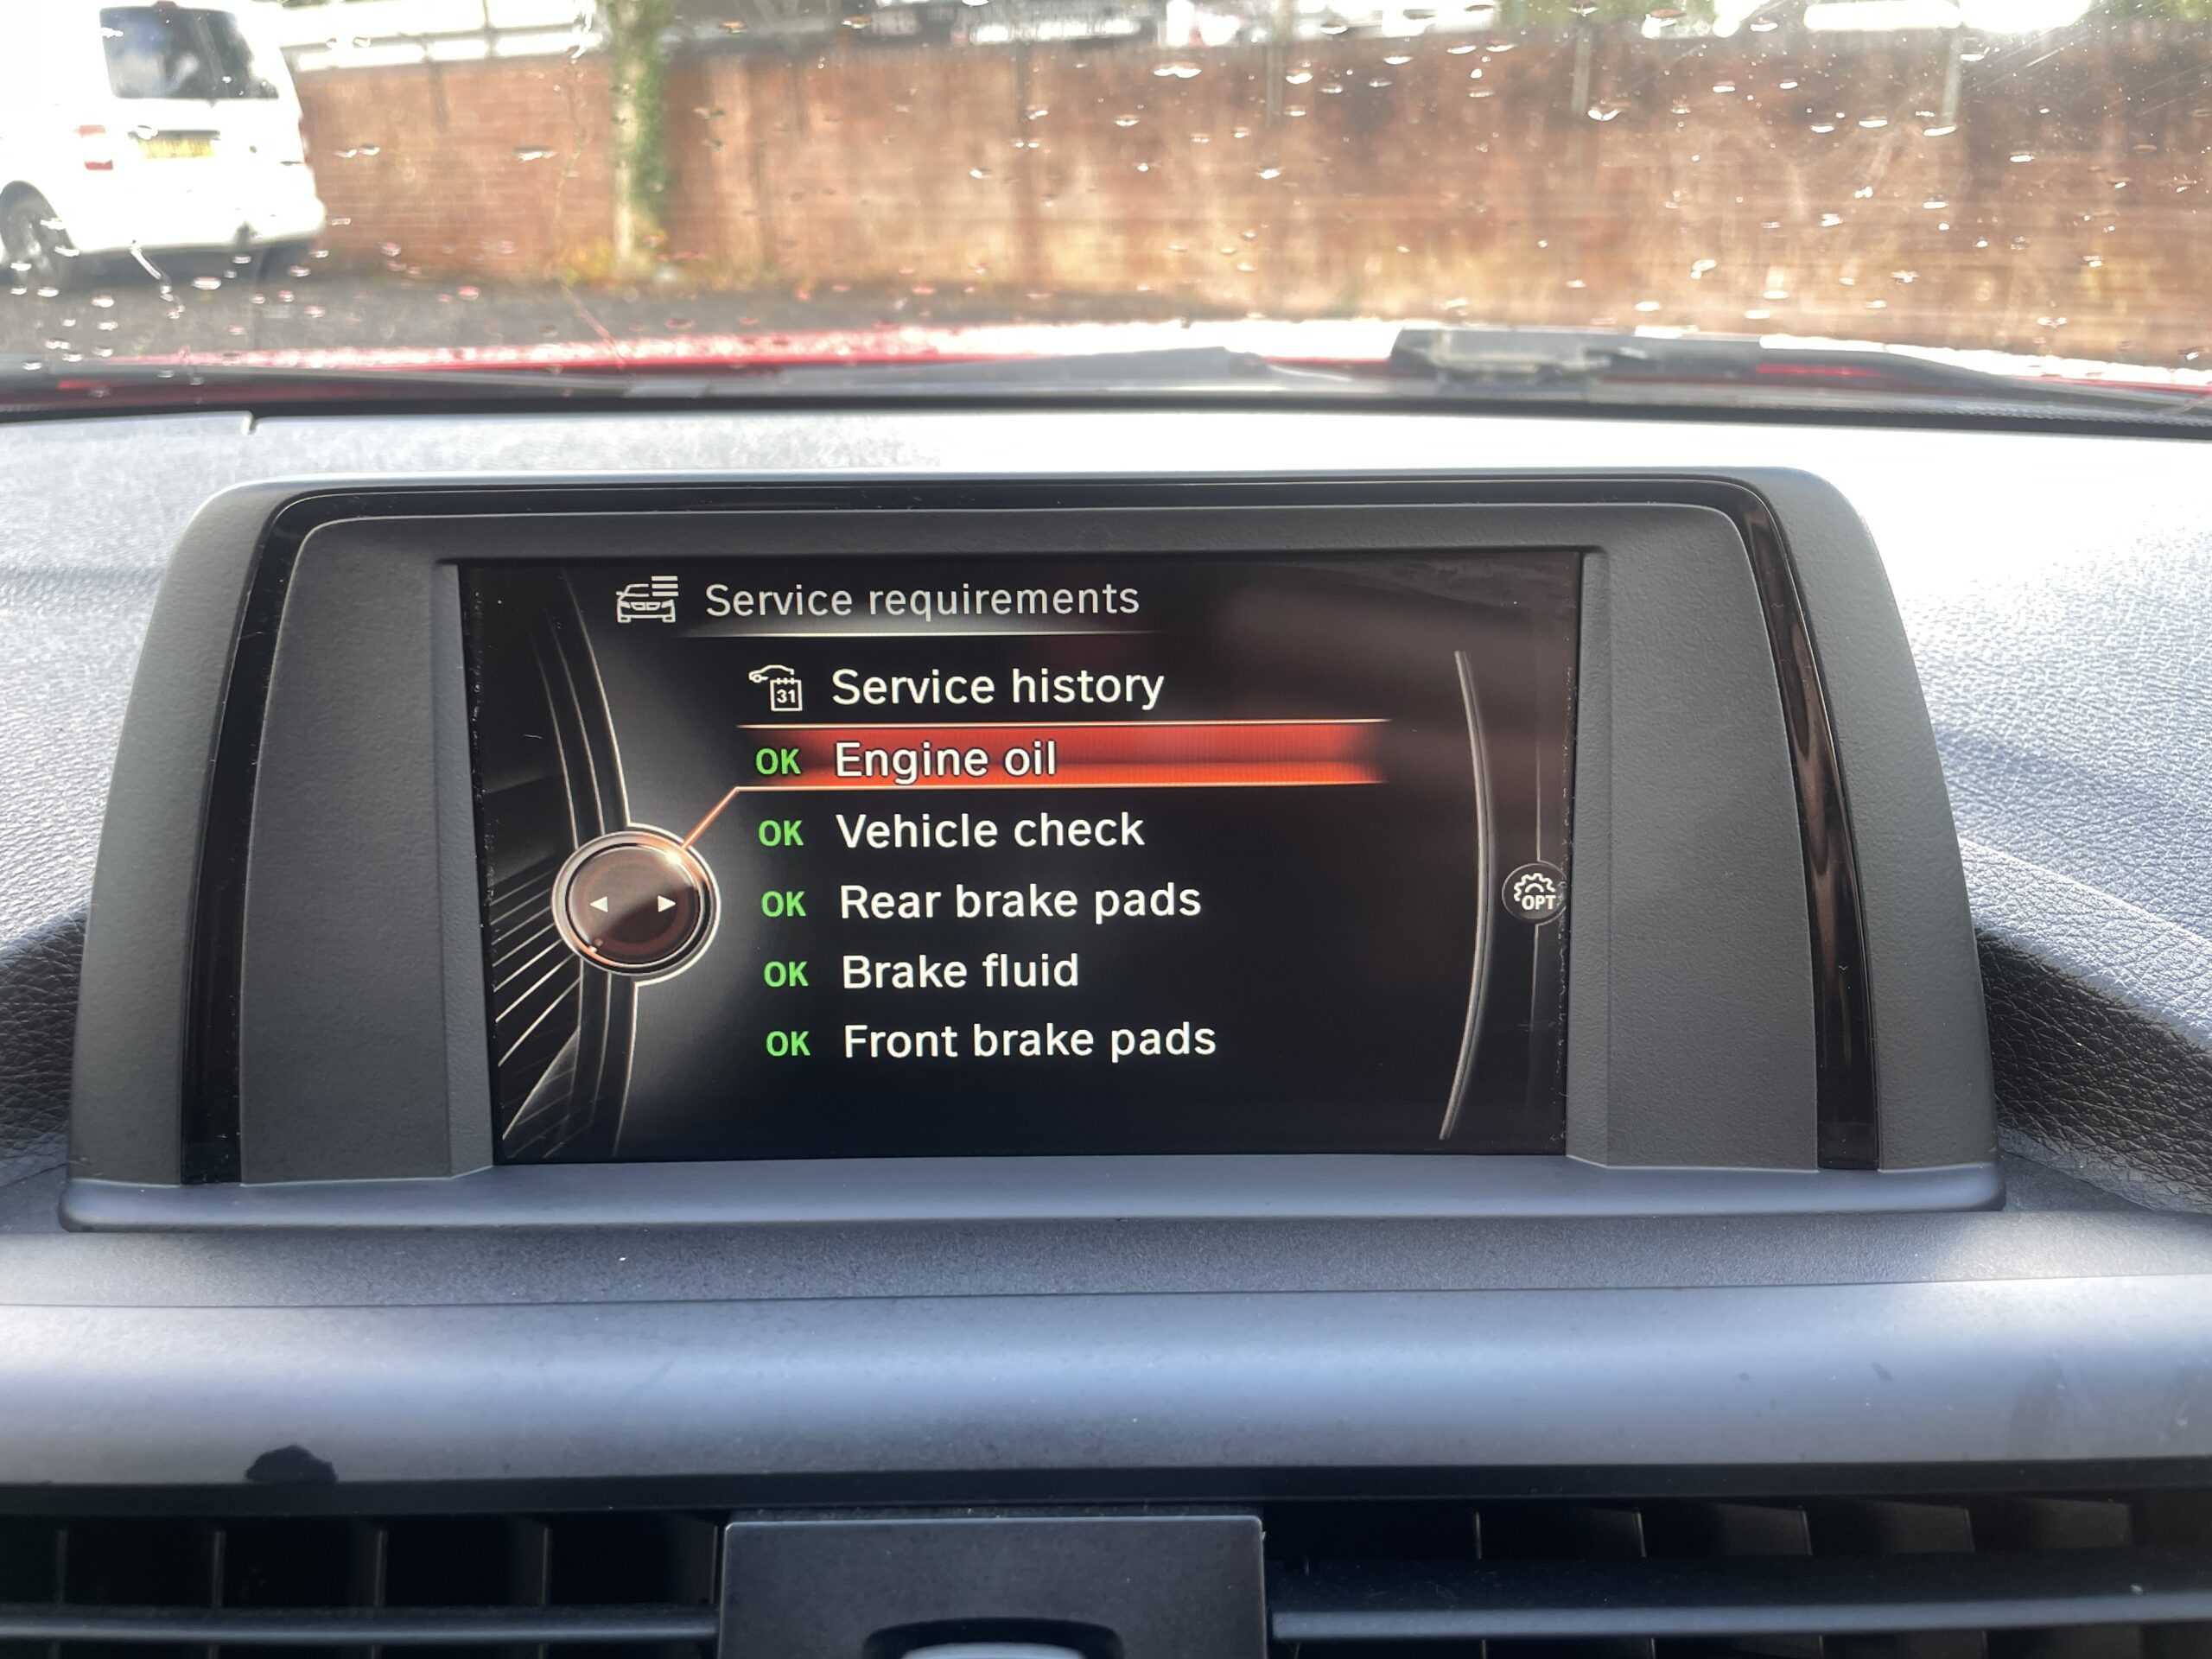 Service requirements
31 Service history
OK Engine oil
OK Vehicle check
OK Rear brake pads
OPT
OK Brake fluid
OK Front brake pads